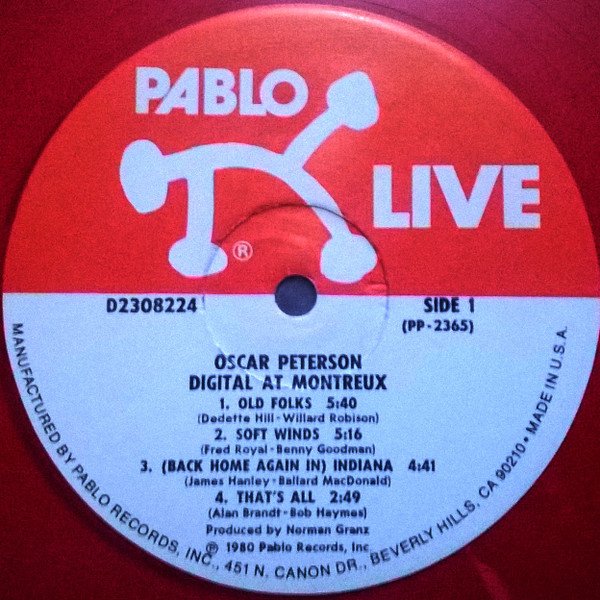 PABLO
LIVE
®
D2308224
SIDE 1
(PP-2365)
OSCAR PETERSON
DIGITAL AT MONTREUX
1. OLD FOLKS 5:40
(Dedette Hill-Willard Robison)
2. SOFT WINDS 5:16
(Fred Royal-Benny Goodman)
3. (BACK HOME AGAIN IN) INDIANA 4:41
(James Hanley-Ballard MacDonald)
4. THAT'S ALL 2:49
(Alan Brandt-Bob Haymes)
Produced by Norman Granz
℗ 1980 Pablo Records, Inc.
MANUFACTURED BY PABLO RECORDS, INC., 451 N. CANON DR., BEVERLY HILLS, CA 90210 • MADE IN U.S.A.